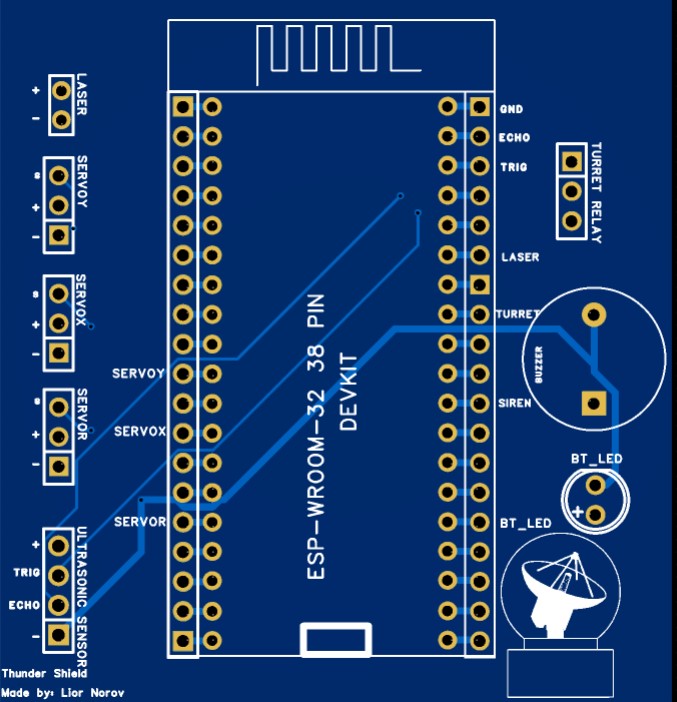 LASER
+
-
SERVOY
s
+
-
SERVOX
s
+
-
SERVOR
s
+
-
ULTRASONIC SENSOR
+
TRIG
ECHO
-
SERVOY
SERVOX
SERVOR
ESP-WROOM-32 38 PIN
DEVKIT
GND
ECHO
TRIG
LASER
TURRET
SIREN
BT_LED
TURRET RELAY
BUZZER
BT_LED
+
Thunder Shield
Made by: Lior Norov